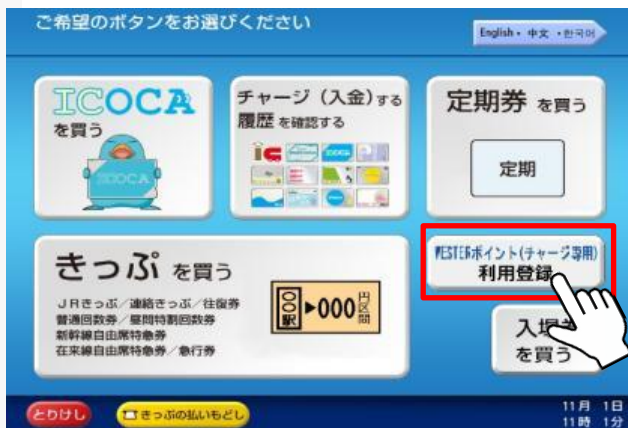 ご希望のボタンをお選びください
English・中文・한국어
ICOCA
を買う
ICOCA
チャージ(入金)する
履歴を確認する
定期券 を買う
定期
きっぷ を買う
JRきっぷ/連絡きっぷ/往復券
普通回数券/昼間特割回数券
新幹線自由席特急券
在来線自由席特急券/急行券
〇〇駅▶000円区間
WESTERポイント(チャージ専用)
利用登録
入場
を買う
とりけし
きっぷの払いもどし
11月 1日
11時 1分